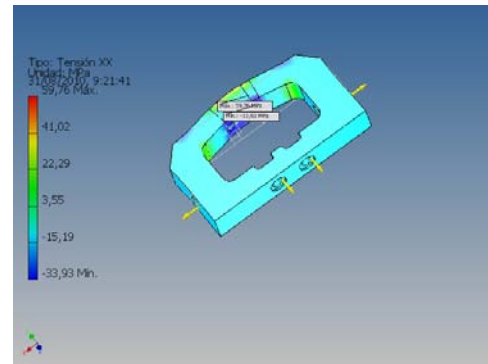 Tipo: Tensión XX
Unidad: MPa
31/08/2010, 9:21:41
59,76 Máx.
41,02
22,29
3,55
-15,19
-33,93 Mín.